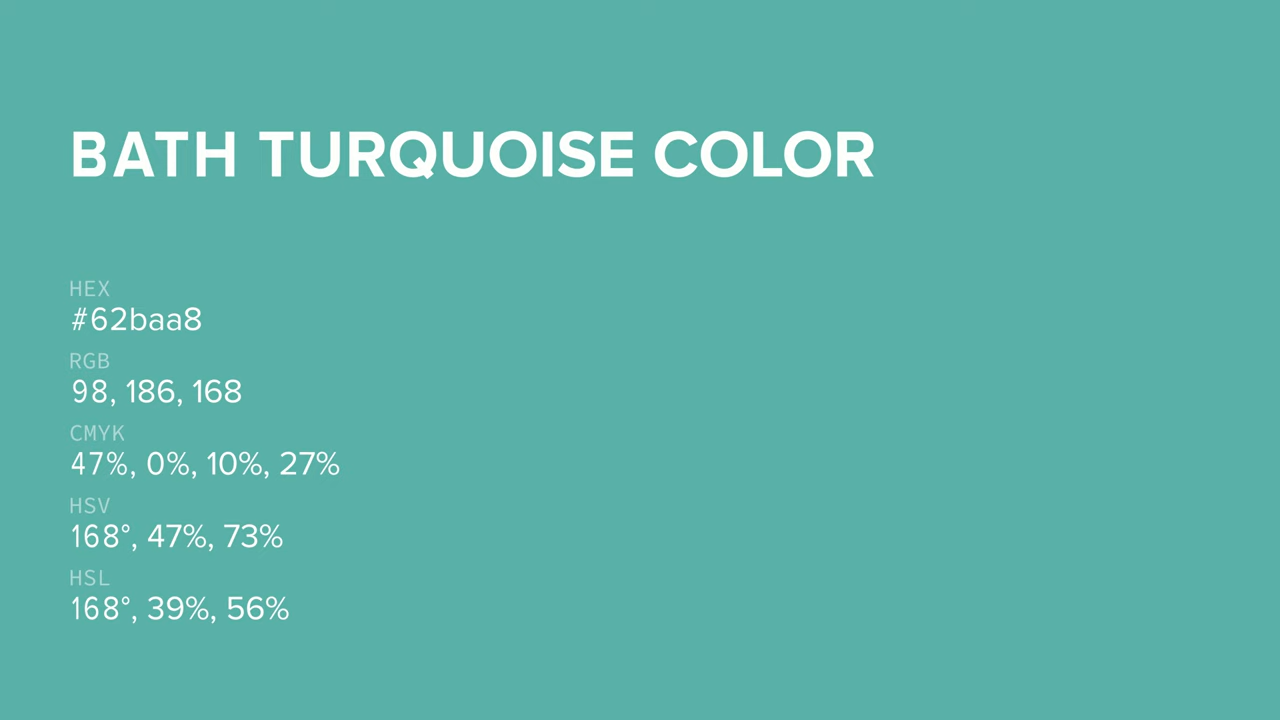 BATH TURQUOISE COLOR
HEX
#62baa8
RGB
98, 186, 168
CMYK
47%, 0%, 10%, 27%
HSV
168°, 47%, 73%
HSL
168°, 39%, 56%